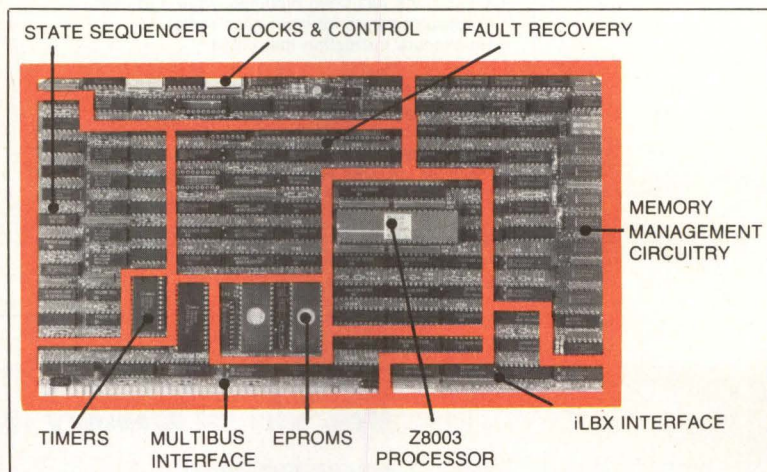 STATE SEQUENCER
CLOCKS & CONTROL
FAULT RECOVERY
MEMORY
MANAGEMENT
CIRCUITRY
TIMERS
MULTIBUS
INTERFACE
EPROMS
Z8003
PROCESSOR
iLBX INTERFACE